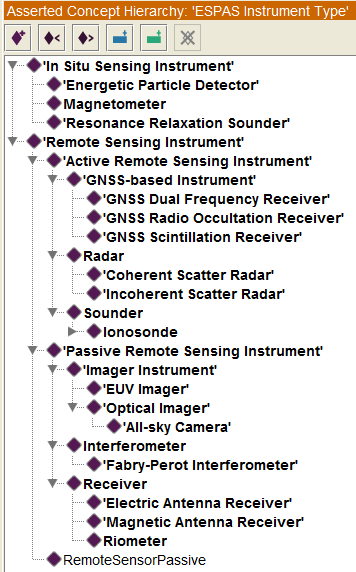 Asserted Concept Hierarchy: 'ESPAS Instrument Type'
'In Situ Sensing Instrument'
'Energetic Particle Detector'
Magnetometer
'Resonance Relaxation Sounder'
'Remote Sensing Instrument'
'Active Remote Sensing Instrument'
'GNSS-based Instrument'
'GNSS Dual Frequency Receiver'
'GNSS Radio Occultation Receiver'
'GNSS Scintillation Receiver'
Radar
'Coherent Scatter Radar'
'Incoherent Scatter Radar'
Sounder
Ionosonde
'Passive Remote Sensing Instrument'
'Imager Instrument'
'EUV Imager'
'Optical Imager'
'All-sky Camera'
Interferometer
'Fabry-Perot Interferometer'
Receiver
'Electric Antenna Receiver'
'Magnetic Antenna Receiver'
Riometer
RemoteSensorPassive